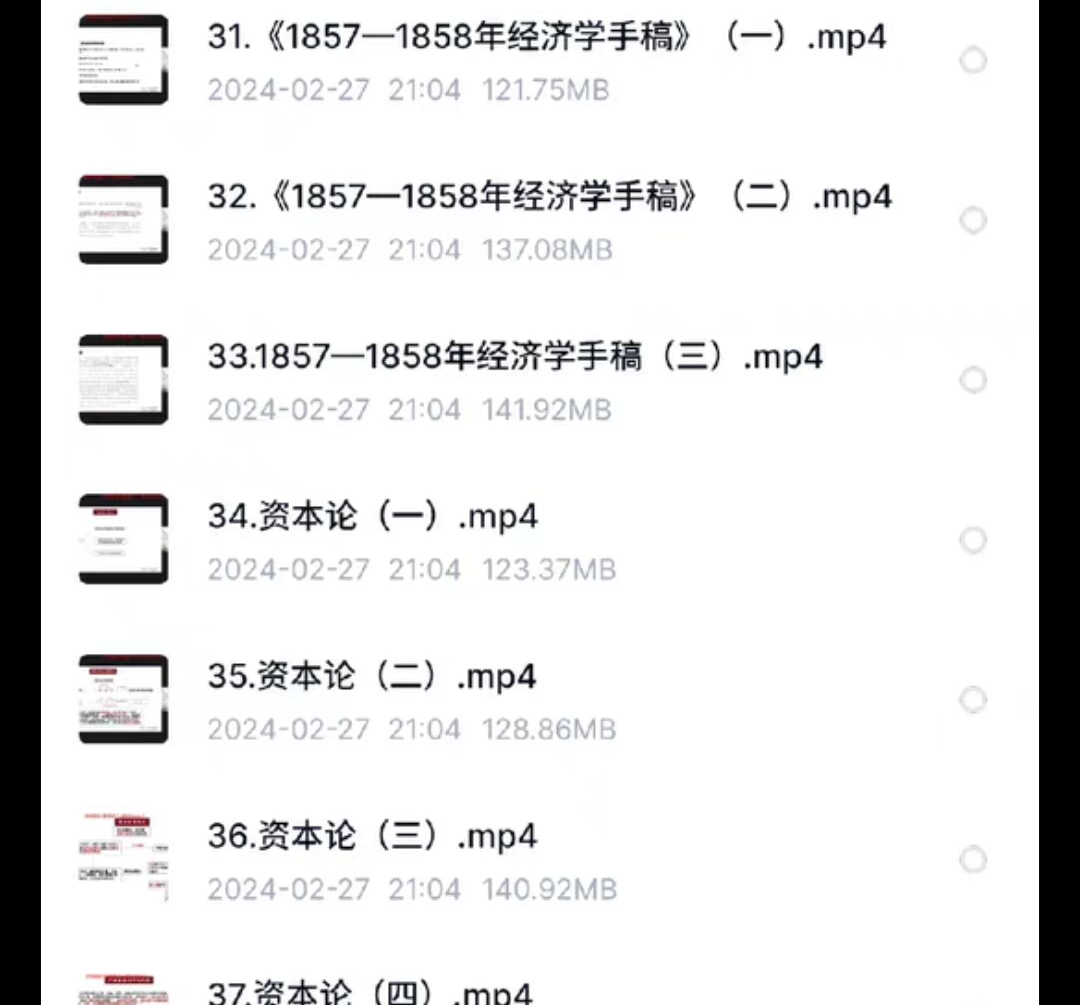 31.《1857—1858年经济学手稿》（一）.mp4
2024-02-27 21:04 121.75MB
32.《1857—1858年经济学手稿》（二）.mp4
2024-02-27 21:04 137.08MB
33.1857—1858年经济学手稿（三）.mp4
2024-02-27 21:04 141.92MB
34.资本论（一）.mp4
2024-02-27 21:04 123.37MB
35.资本论（二）.mp4
2024-02-27 21:04 128.86MB
36.资本论（三）.mp4
2024-02-27 21:04 140.92MB
37.资本论（四）.mp4